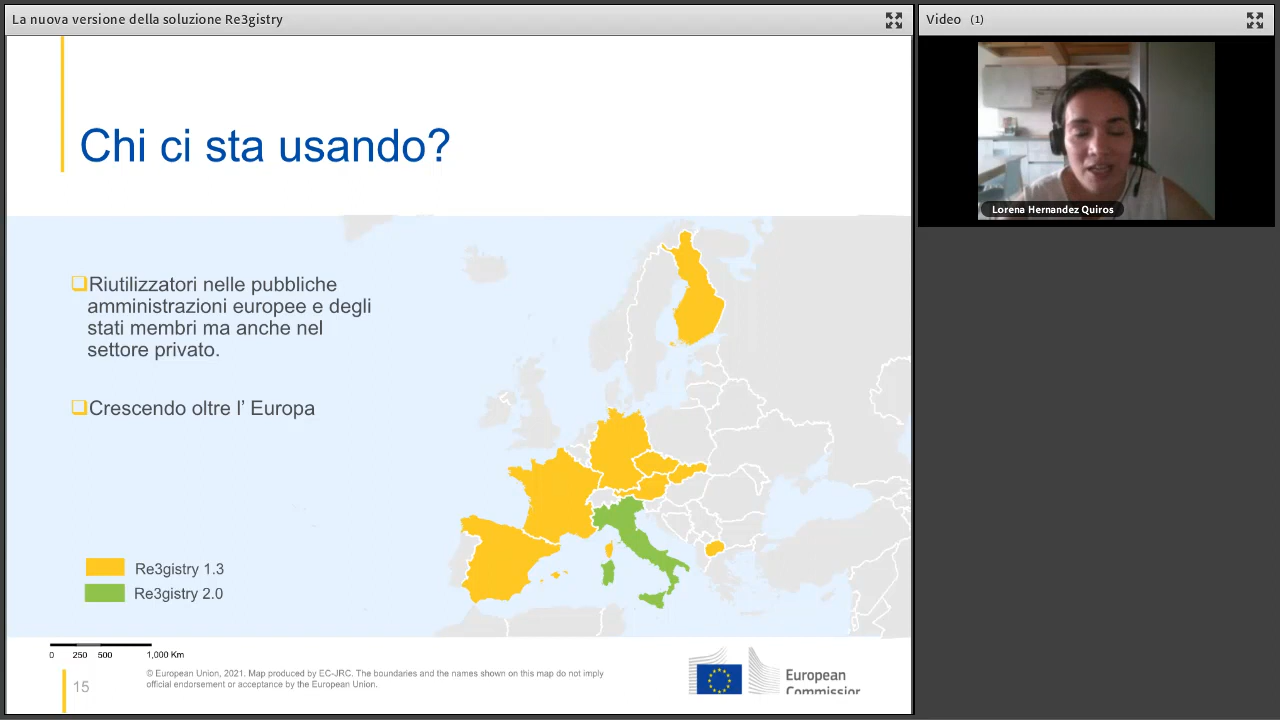 La nuova versione della soluzione Re3gistry
Video (1)
Chi ci sta usando?
Lorena Hernandez Quiros
❑Riutilizzatori nelle pubbliche
amministrazioni europee e degli
stati membri ma anche nel
settore privato.
❑Crescendo oltre l’ Europa
Re3gistry 1.3
Re3gistry 2.0
0 250 500 1,000 Km
© European Union, 2021. Map produced by EC-JRC. The boundaries and the names shown on this map do not imply
official endorsement or acceptance by the European Union.
15
European
Commission